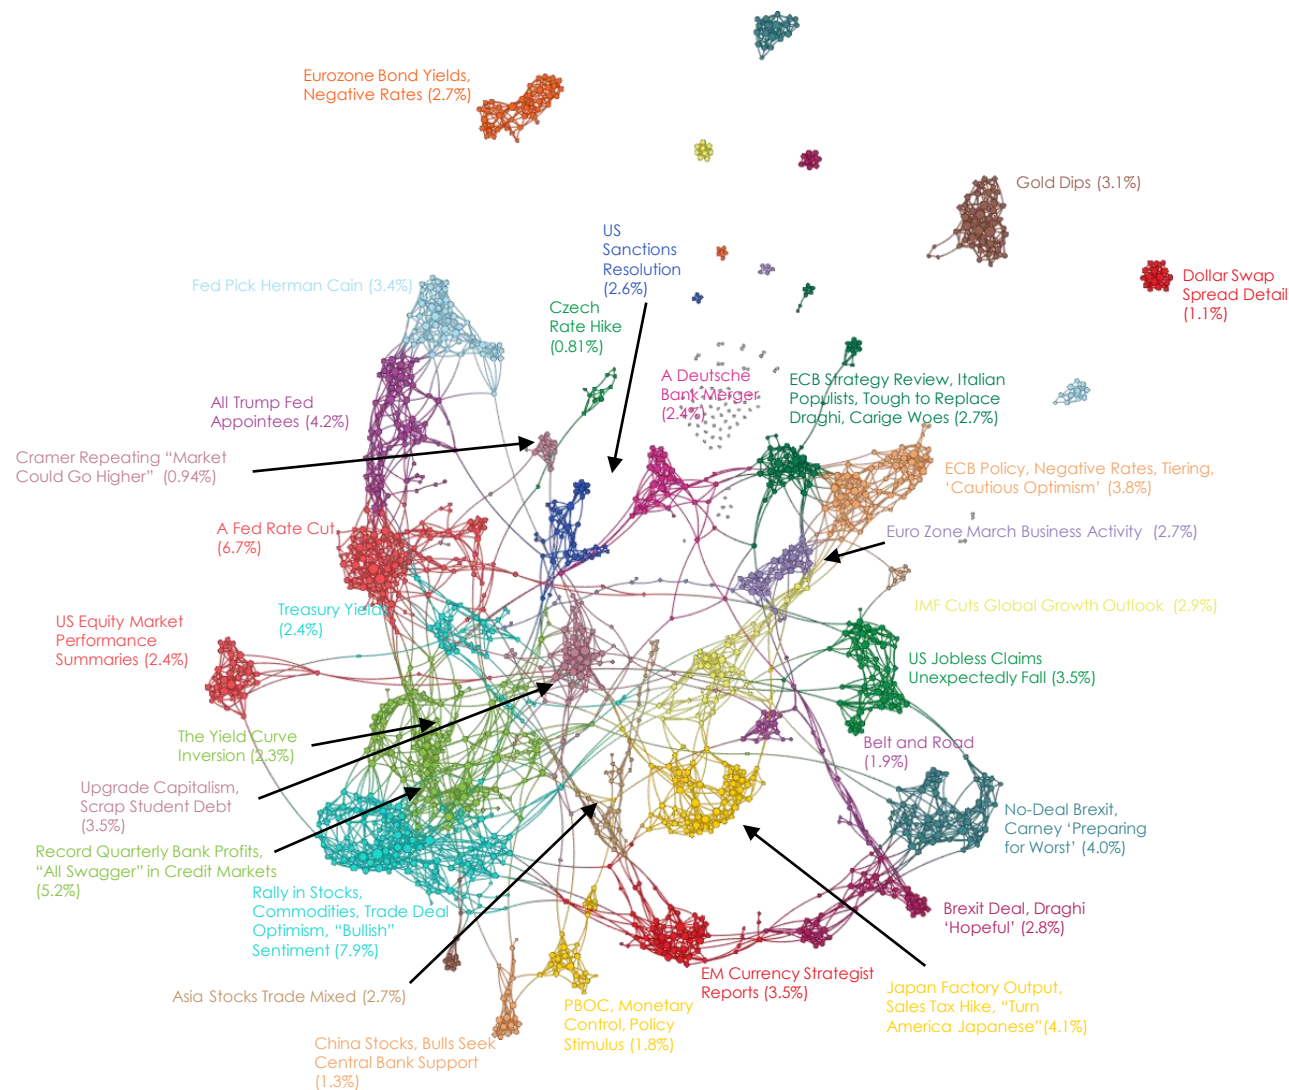 Eurozone Bond Yields,
Negative Rates (2.7%)
Gold Dips (3.1%)
US
Sanctions
Resolution
(2.6%)
Dollar Swap
Spread Detail
(1.1%)
Fed Pick Herman Cain (3.4%)
Czech
Rate Hike
(0.81%)
A Deutsche
Bank Merger
(2.4%)
ECB Strategy Review, Italian
Populists, Tough to Replace
Draghi, Carige Woes (2.7%)
All Trump Fed
Appointees (4.2%)
Cramer Repeating “Market
Could Go Higher” (0.94%)
ECB Policy, Negative Rates, Tiering,
‘Cautious Optimism’ (3.8%)
A Fed Rate Cut
(6.7%)
Euro Zone March Business Activity (2.7%)
Treasury Yields
(2.4%)
IMF Cuts Global Growth Outlook (2.9%)
US Equity Market
Performance
Summaries (2.4%)
US Jobless Claims
Unexpectedly Fall (3.5%)
The Yield Curve
Inversion (2.3%)
Belt and Road
(1.9%)
Upgrade Capitalism,
Scrap Student Debt
(3.5%)
No-Deal Brexit,
Carney ‘Preparing
for Worst’ (4.0%)
Record Quarterly Bank Profits,
“All Swagger” in Credit Markets
(5.2%)
Rally in Stocks,
Commodities, Trade Deal
Optimism, “Bullish”
Sentiment (7.9%)
Brexit Deal, Draghi
‘Hopeful’ (2.8%)
EM Currency Strategist
Reports (3.5%)
Asia Stocks Trade Mixed (2.7%)
Japan Factory Output,
Sales Tax Hike, “Turn
America Japanese”(4.1%)
PBOC, Monetary
Control, Policy
Stimulus (1.8%)
China Stocks, Bulls Seek
Central Bank Support
(1.3%)